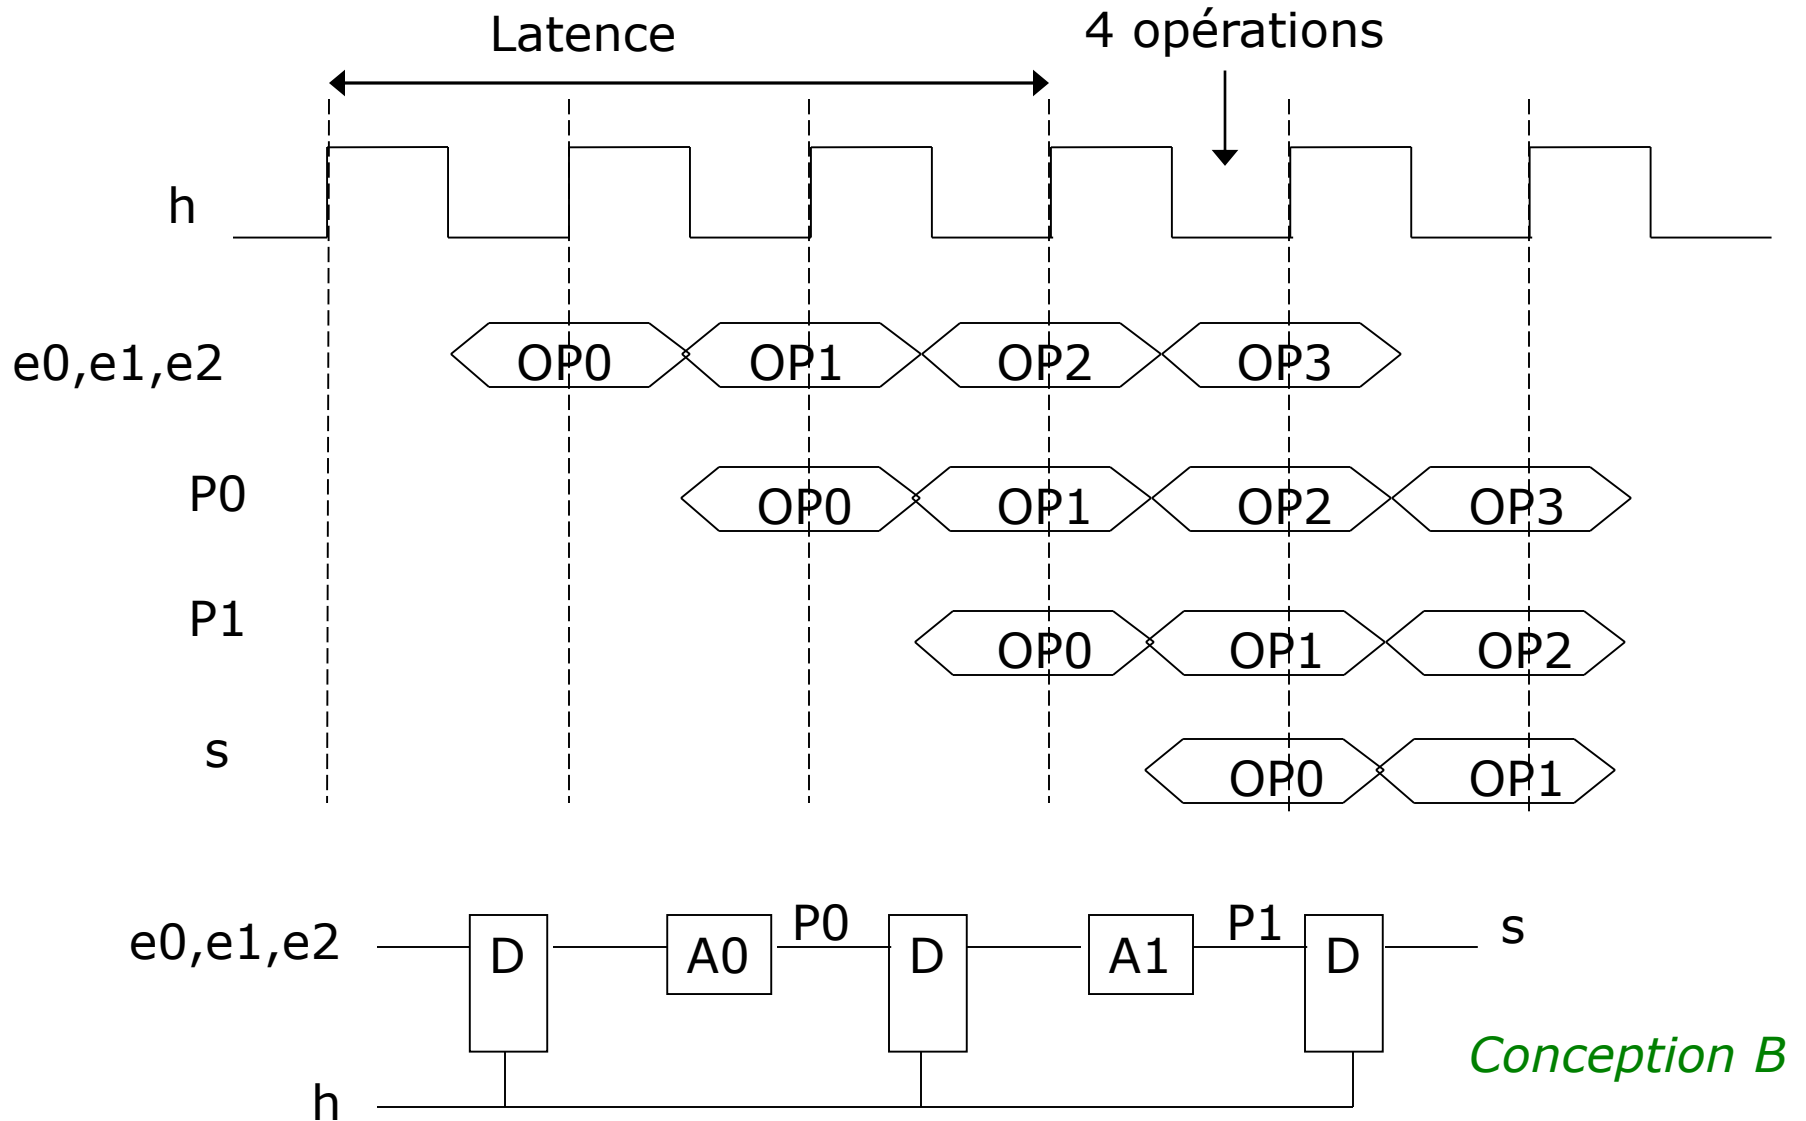 Latence
4 opérations
h
e0,e1,e2
OP0 OP1 OP2 OP3
P0
OP0 OP1 OP2 OP3
P1
OP0 OP1 OP2
s
OP0 OP1
e0,e1,e2 D A0 P0 D A1 P1 D s
Conception B
h